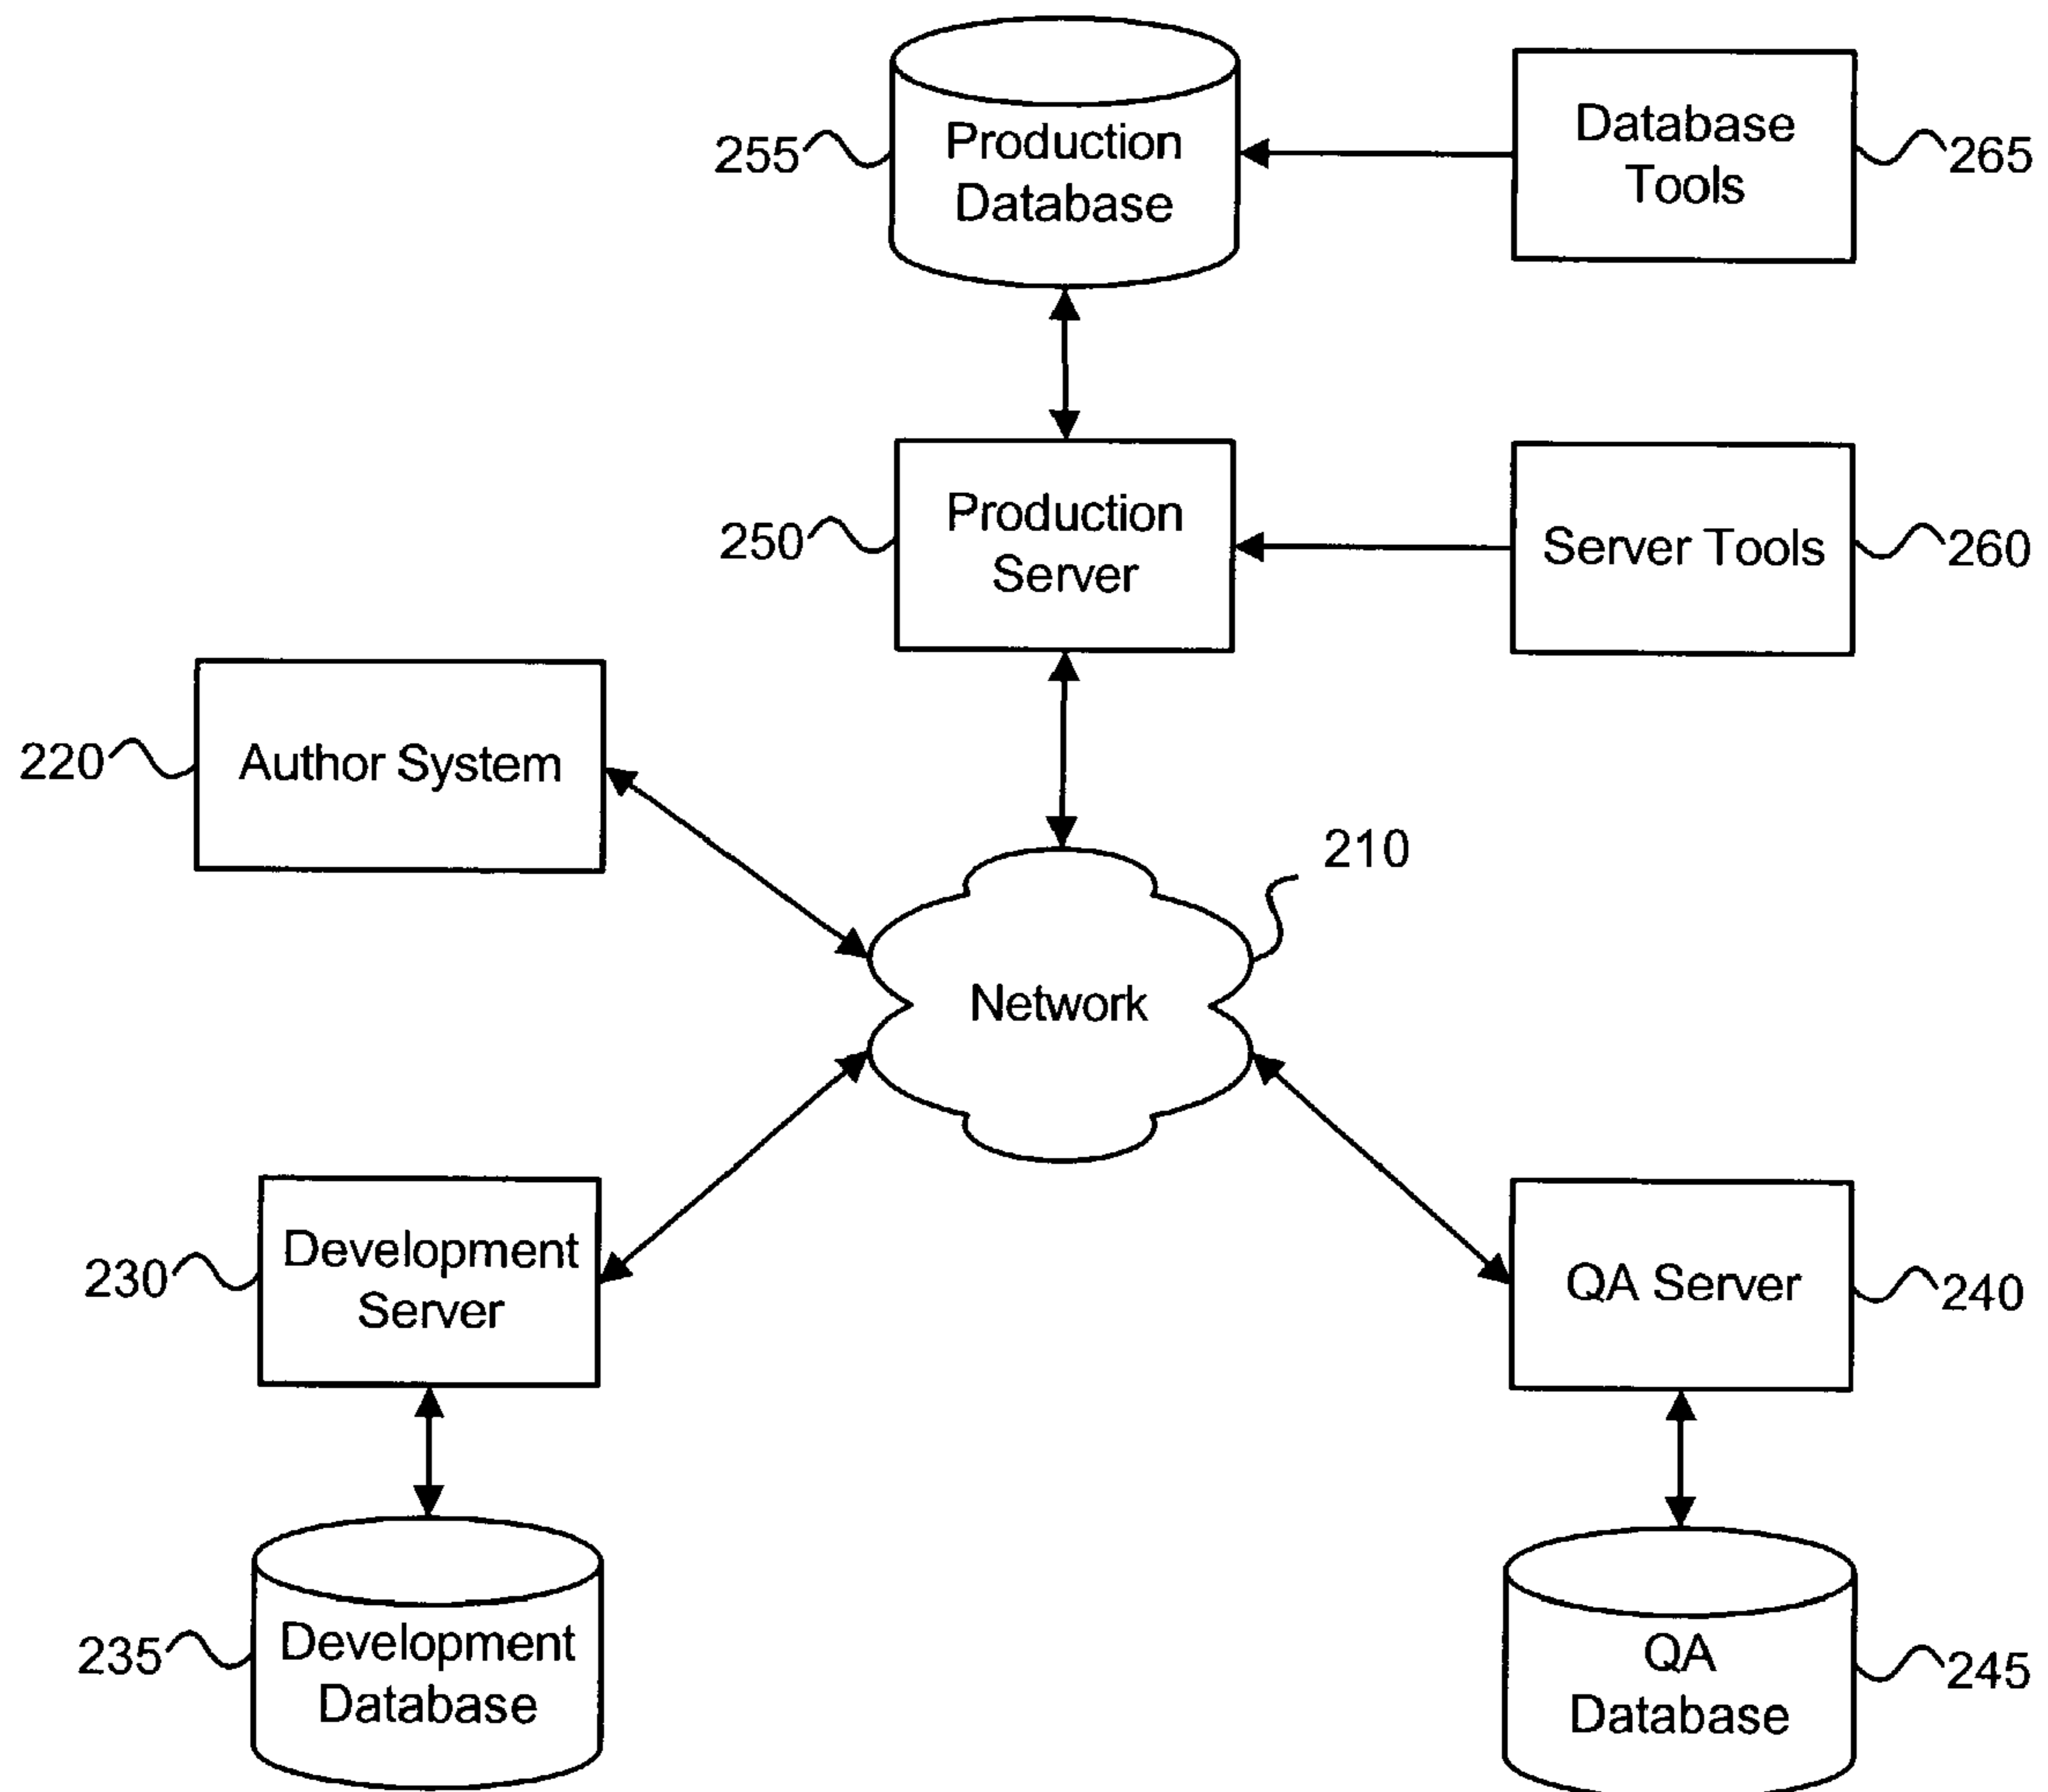 255
Production
Database
Database
Tools
265
250
Production
Server
Server Tools
260
220
Author System
210
Network
230
Development
Server
QA Server
240
235
Development
Database
QA
Database
245